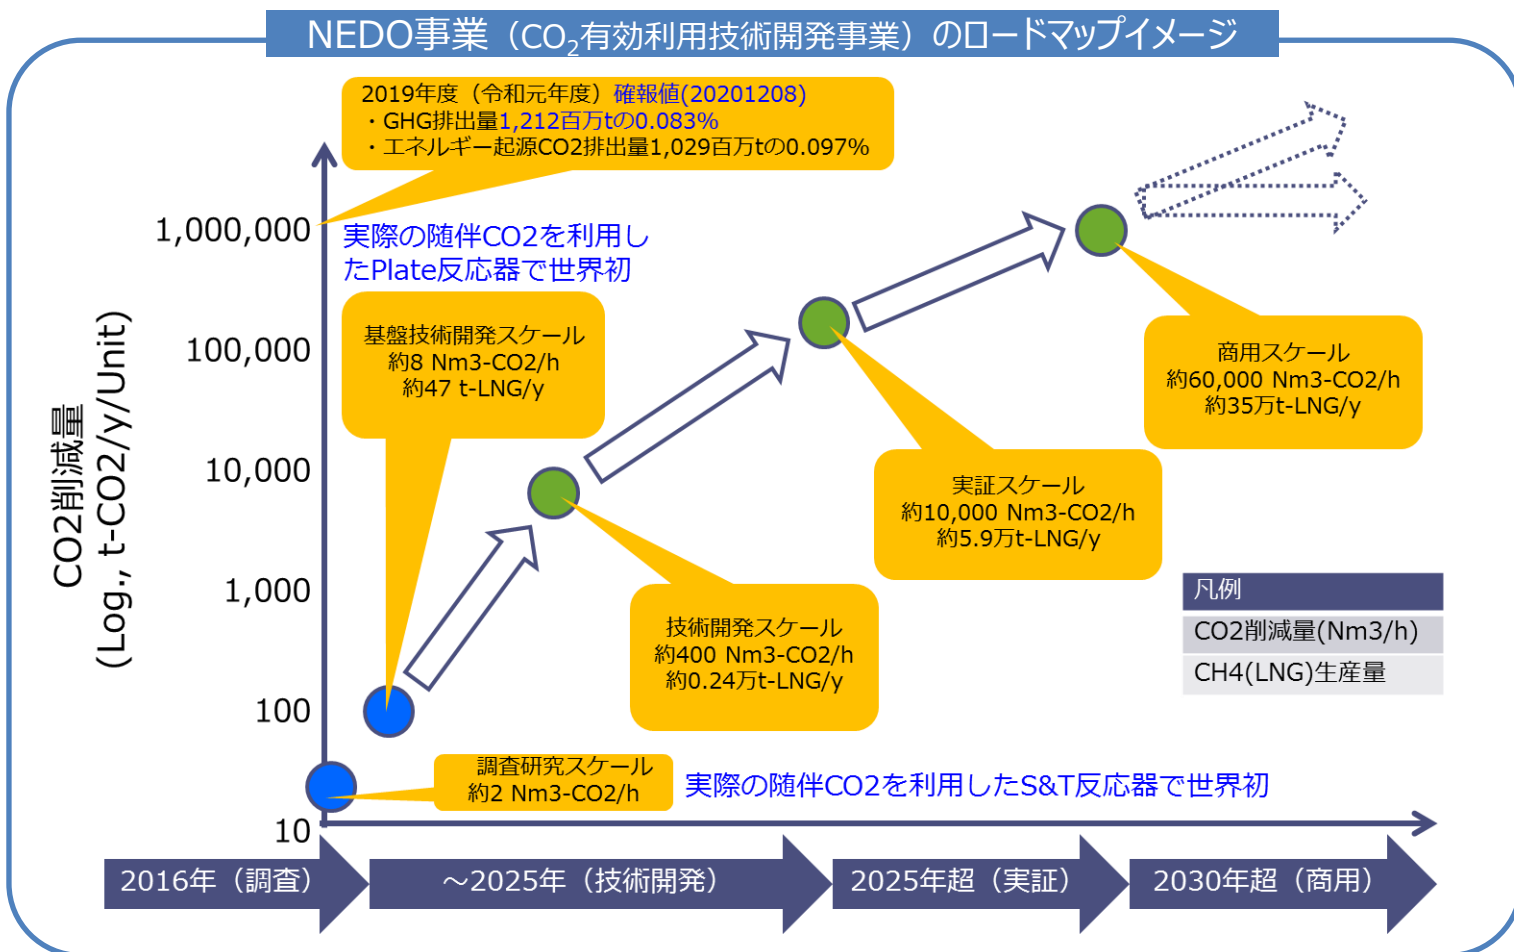 NEDO事業（CO2有効利用技術開発事業）のロードマップイメージ
2019年度（令和元年度）確報値(20201208)
・GHG排出量1,212百万tの0.083%
・エネルギー起源CO2排出量1,029百万tの0.097%
CO2削減量
(Log., t-CO2/y/Unit)
1,000,000
100,000
10,000
1,000
100
10
実際の随伴CO2を利用し
たPlate反応器で世界初
基盤技術開発スケール
約8 Nm3-CO2/h
約47 t-LNG/y
商用スケール
約60,000 Nm3-CO2/h
約35万t-LNG/y
実証スケール
約10,000 Nm3-CO2/h
約5.9万t-LNG/y
技術開発スケール
約400 Nm3-CO2/h
約0.24万t-LNG/y
凡例
CO2削減量(Nm3/h)
CH4(LNG)生産量
調査研究スケール
約2 Nm3-CO2/h
実際の随伴CO2を利用したS&T反応器で世界初
2016年（調査）
～2025年（技術開発）
2025年超（実証）
2030年超（商用）